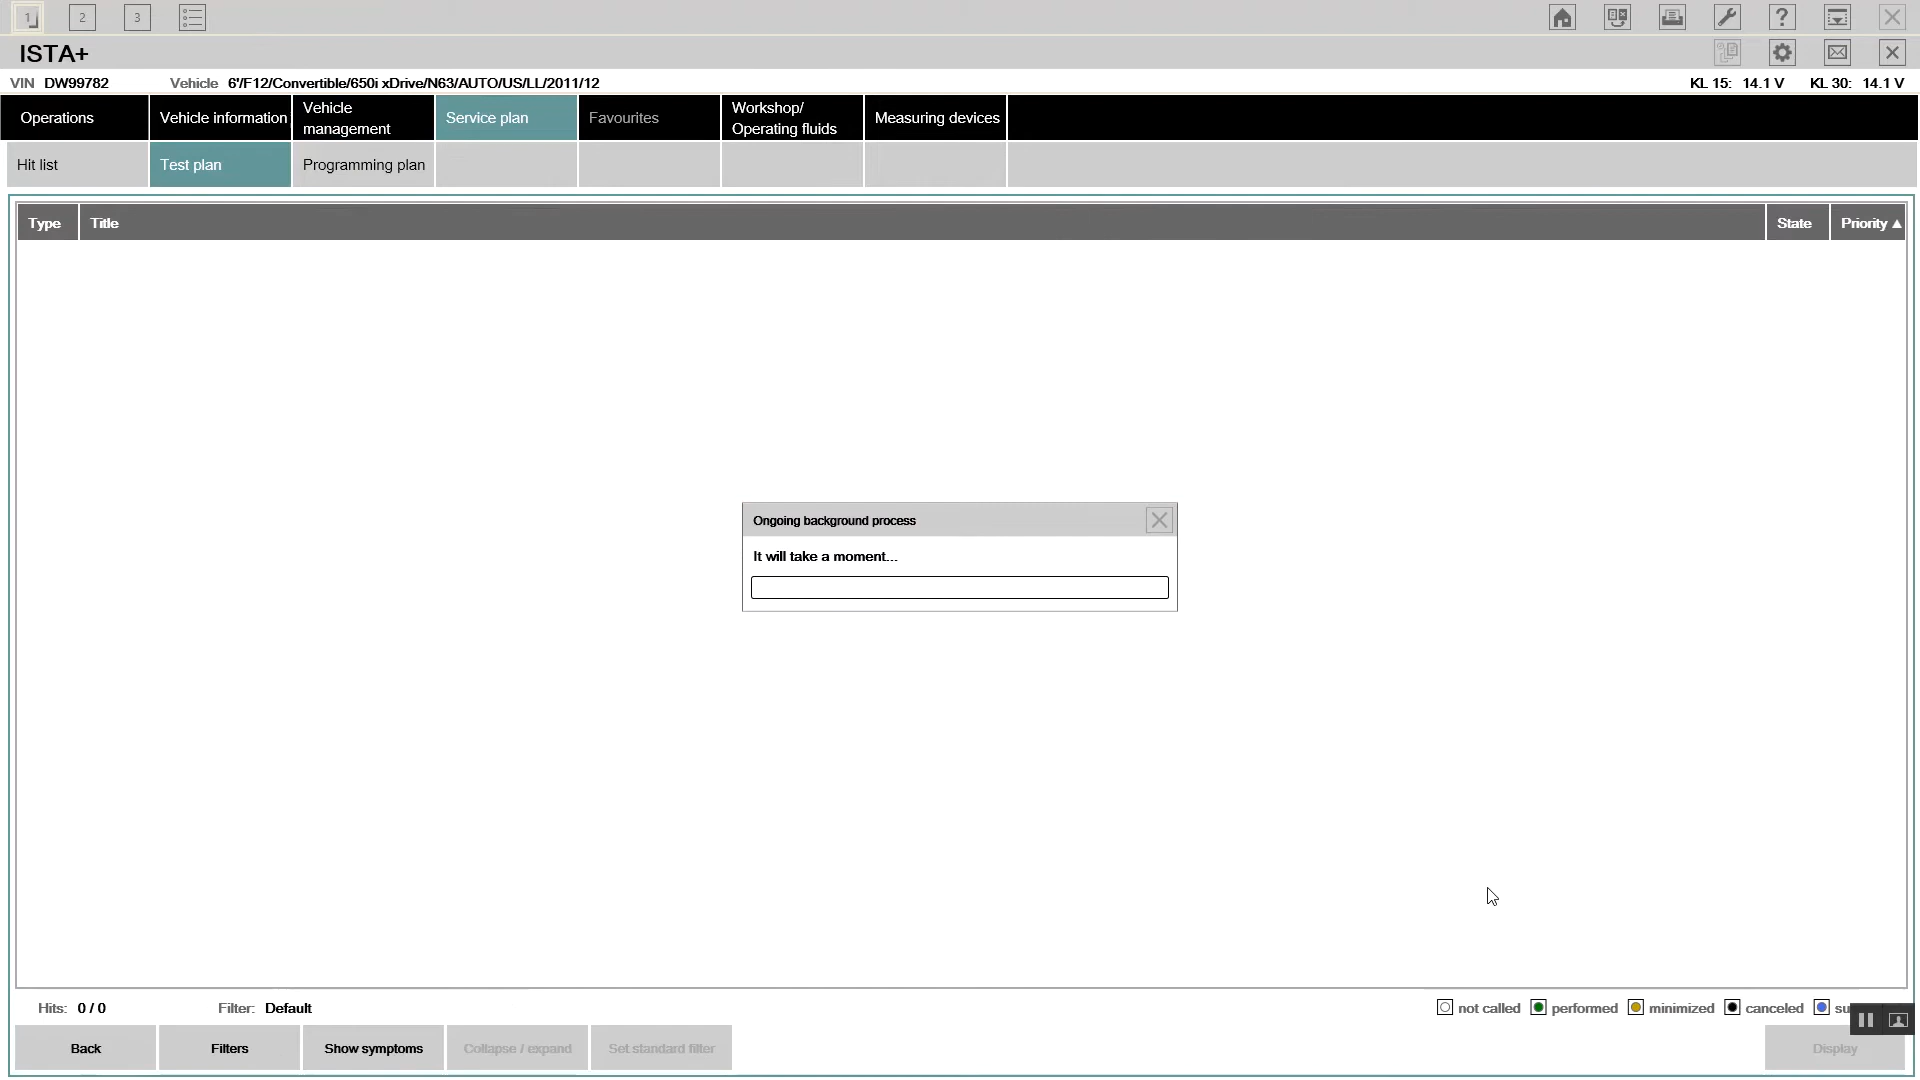 1 2 3
ISTA+
VIN DW99782 Vehicle 6'/F12/Convertible/650i xDrive/N63/AUTO/US/LL/2011/12 KL 15: 14.1 V KL 30: 14.1 V
Operations Vehicle information Vehicle management Service plan Favourites Workshop/ Operating fluids Measuring devices
Hit list Test plan Programming plan
Type Title State Priority ▲
Ongoing background process
It will take a moment...
Hits: 0 / 0 Filter: Default not called performed minimized canceled su
Back Filters Show symptoms Collapse / expand Set standard filter Display